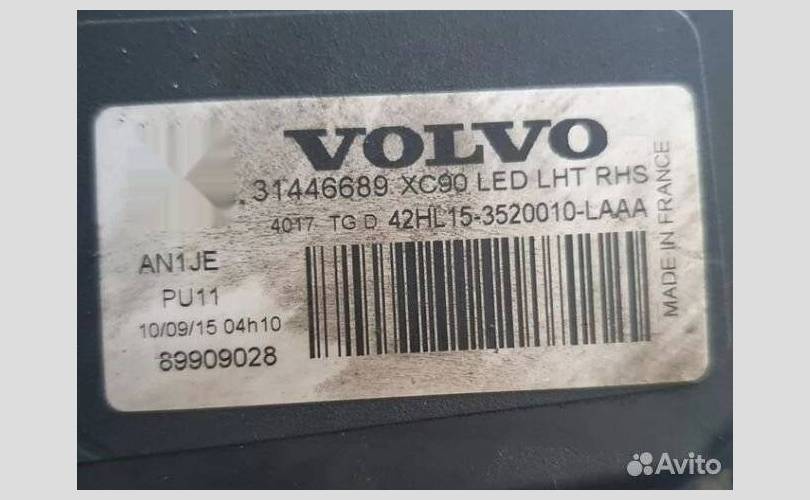 VOLVO
31446689 XC90 LED LHT RHS
4017 TG D 42HL15-3520010-LAAA
MADE IN FRANCE
AN1JE
PU11
10/09/15 04h10
89909028
Avito